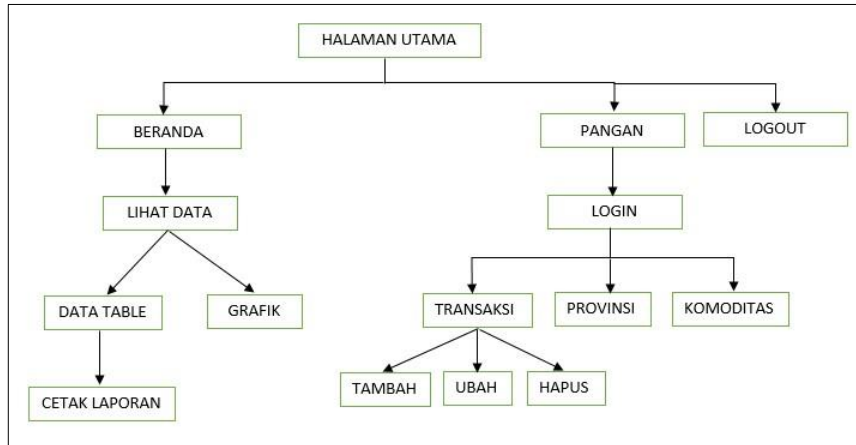 HALAMAN UTAMA
BERANDA
PANGAN
LOGOUT
LIHAT DATA
LOGIN
DATA TABLE
GRAFIK
TRANSAKSI
PROVINSI
KOMODITAS
CETAK LAPORAN
TAMBAH
UBAH
HAPUS